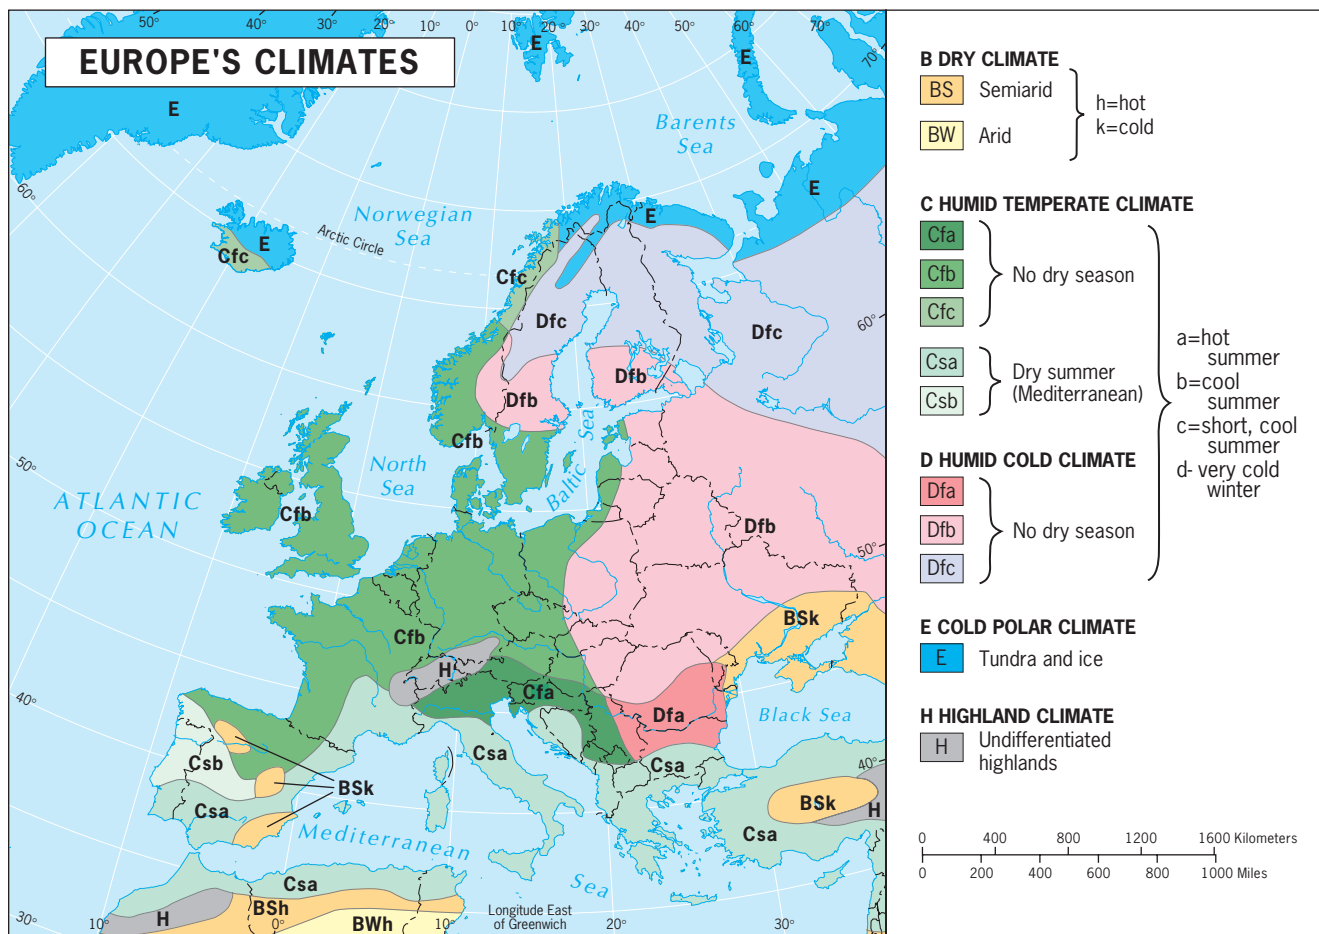 EUROPE'S CLIMATES
50°
40°
30°
20°
10°
0°
10°
20°
30°
40°
50°
60°
70°
70°
E
E
E
Barents
Sea
E
60°
Norwegian
Sea
Arctic Circle
E
E
Cfc
Cfc
Dfc
Dfc
60°
Dfb
Dfb
Cfb
50°
North
Sea
Baltic Sea
ATLANTIC
OCEAN
Cfb
Dfb
50°
BSk
Cfb
H
Cfa
Dfa
Black Sea
40°
Csb
Csa
Csa
40°
BSk
BSk
H
Csa
Csa
Mediterranean
Sea
Csa
H
BSh
BWh
30°
10°
0°
10°
Longitude East
of Greenwich
20°
30°
B DRY CLIMATE
BS Semiarid
BW Arid
h=hot
k=cold
C HUMID TEMPERATE CLIMATE
Cfa
Cfb No dry season
Cfc
Csa
Csb
Dry summer
(Mediterranean)
a=hot
summer
b=cool
summer
c=short, cool
summer
d- very cold
winter
D HUMID COLD CLIMATE
Dfa
Dfb No dry season
Dfc
E COLD POLAR CLIMATE
E Tundra and ice
H HIGHLAND CLIMATE
H Undifferentiated
highlands
0 400 800 1200 1600 Kilometers
0 200 400 600 800 1000 Miles